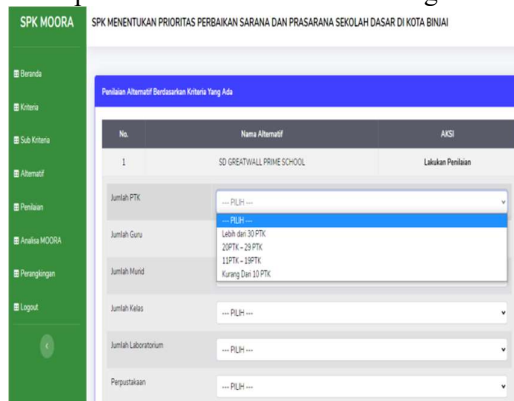 SPK MOORA
SPK MENENTUKAN PRIORITAS PERBAIKAN SARANA DAN PRASARANA SEKOLAH DASAR DI KOTA BINJAI
Beranda
Kriteria
Sub Kriteria
Alternatif
Penilaian
Analisa MOORA
Perangkingan
Logout
Penilaian Alternatif Berdasarkan Kriteria Yang Ada
No. Nama Alternatif AKSI
1 SD GREATWALL PRIME SCHOOL Lakukan Penilaian
Jumlah PTK --- PILIH ---
--- PILIH ---
Lebih dari 30 PTK
20PTK – 29 PTK
11PTK – 19PTK
Kurang Dari 10 PTK
Jumlah Guru
Jumlah Murid
Jumlah Kelas --- PILIH ---
Jumlah Laboratorium --- PILIH ---
Perpustakaan --- PILIH ---